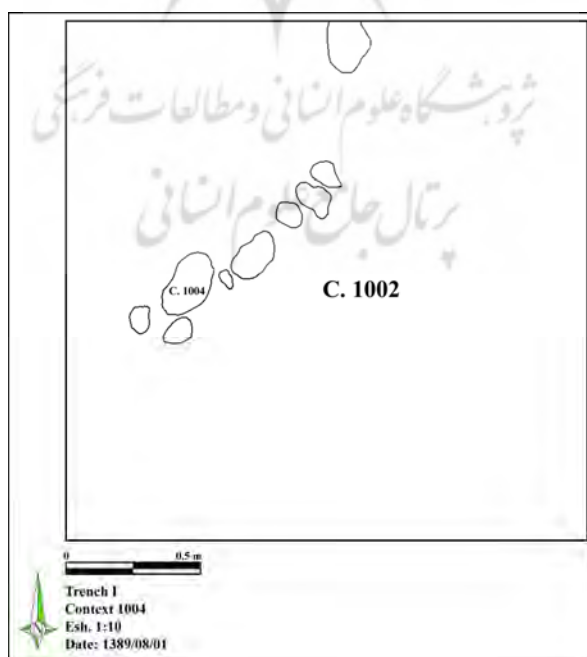 پژوهشگاه علوم انسانی و مطالعات فرهنگی
پرتال جامع علوم انسانی
C. 1004
C. 1002
0 0.5 m
Trench I
Context 1004
Esh. 1:10
Date: 1389/08/01
N